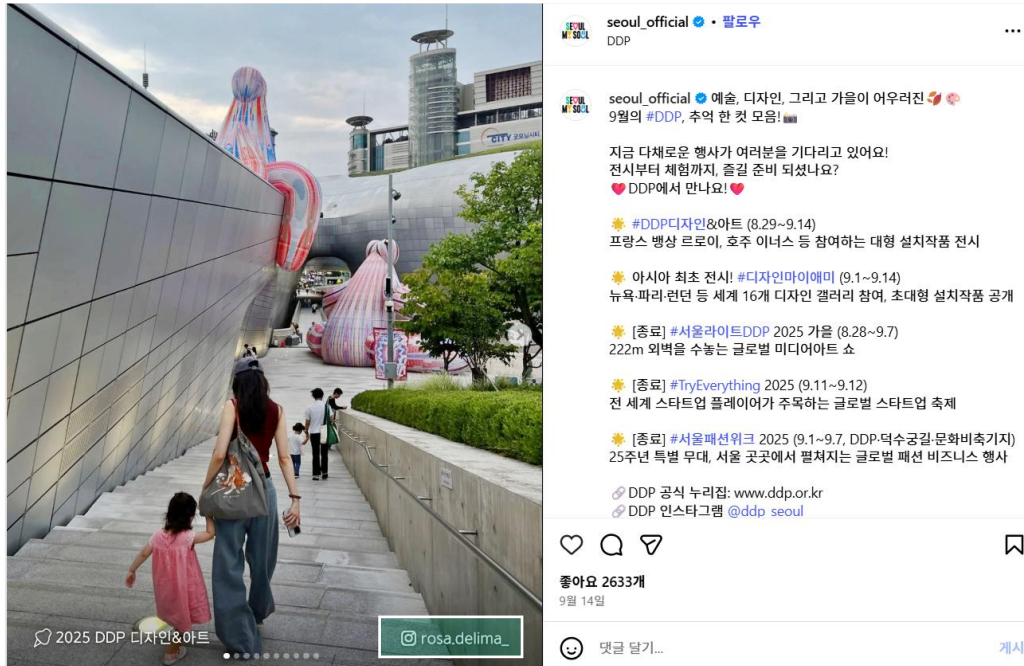 CITY 굿모닝시티
2025 DDP 디자인&아트
rosa.delima_
SEOUL MY SOUL
seoul_official • 팔로우
DDP
SEOUL MY SOUL
seoul_official 예술, 디자인, 그리고 가을이 어우러진🍂🎨
9월의 #DDP, 추억 한 컷 모음!📸
지금 다채로운 행사가 여러분을 기다리고 있어요!
전시부터 체험까지, 즐길 준비 되셨나요?
💗DDP에서 만나요!💗
🌟 #DDP디자인&아트 (8.29~9.14)
프랑스 뱅상 르로이, 호주 이너스 등 참여하는 대형 설치작품 전시
🌟 아시아 최초 전시! #디자인마이애미 (9.1~9.14)
뉴욕·파리·런던 등 세계 16개 디자인 갤러리 참여, 초대형 설치작품 공개
🌟 [종료] #서울라이트DDP 2025 가을 (8.28~9.7)
222m 외벽을 수놓는 글로벌 미디어아트 쇼
🌟 [종료] #TryEverything 2025 (9.11~9.12)
전 세계 스타트업 플레이어가 주목하는 글로벌 스타트업 축제
🌟 [종료] #서울패션위크 2025 (9.1~9.7, DDP·덕수궁길·문화비축기지)
25주년 특별 무대, 서울 곳곳에서 펼쳐지는 글로벌 패션 비즈니스 행사
🔗DDP 공식 누리집: www.ddp.or.kr
🔗DDP 인스타그램 @ddp_seoul
좋아요 2633개
9월 14일
댓글 달기...
게시